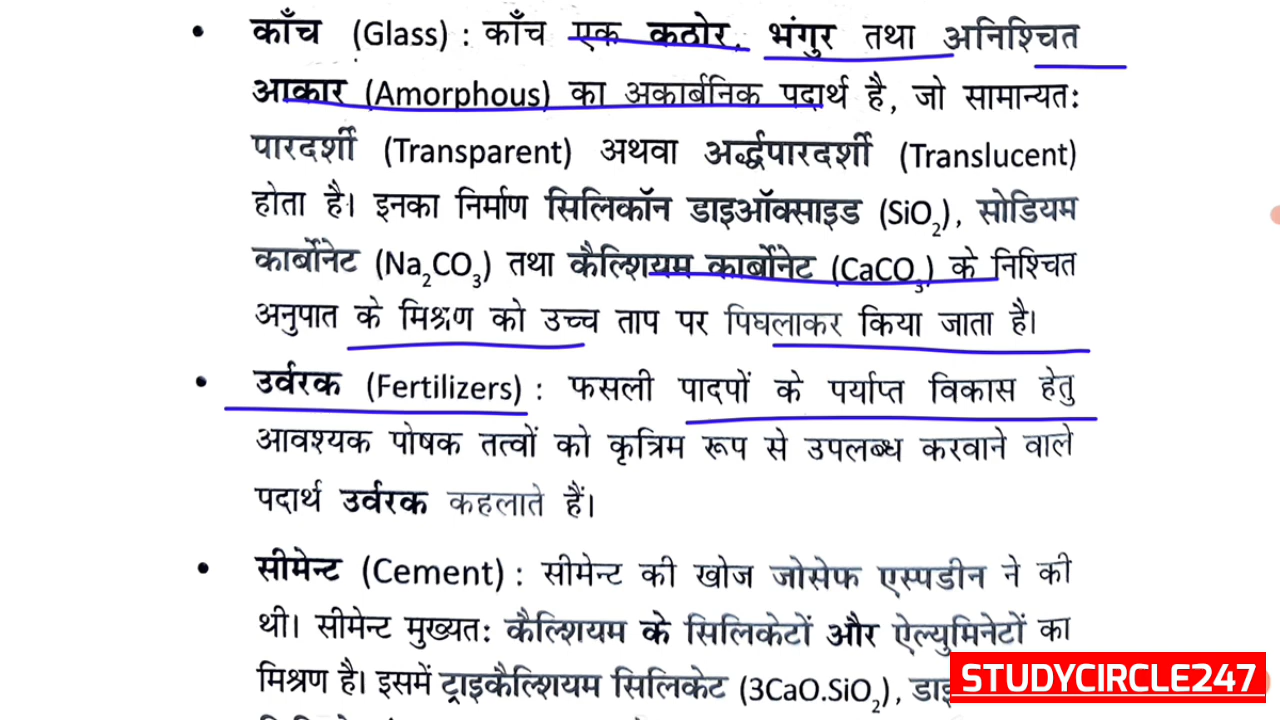 • काँच (Glass) : काँच एक कठोर, भंगुर तथा अनिश्चित
आकार (Amorphous) का अकार्बनिक पदार्थ है, जो सामान्यतः
पारदर्शी (Transparent) अथवा अर्द्धपारदर्शी (Translucent)
होता है। इनका निर्माण सिलिकॉन डाइऑक्साइड (SiO₂), सोडियम
कार्बोनेट (Na₂CO₃) तथा कैल्शियम कार्बोनेट (CaCO₃) के निश्चित
अनुपात के मिश्रण को उच्च ताप पर पिघलाकर किया जाता है।
• उर्वरक (Fertilizers) : फसली पादपों के पर्याप्त विकास हेतु
आवश्यक पोषक तत्वों को कृत्रिम रूप से उपलब्ध करवाने वाले
पदार्थ उर्वरक कहलाते हैं।
• सीमेन्ट (Cement) : सीमेन्ट की खोज जोसेफ एस्पडीन ने की
थी। सीमेन्ट मुख्यतः कैल्शियम के सिलिकेटों और ऐल्युमिनेटों का
मिश्रण है। इसमें ट्राइकैल्शियम सिलिकेट (3CaO.SiO₂),
STUDYCIRCLE247